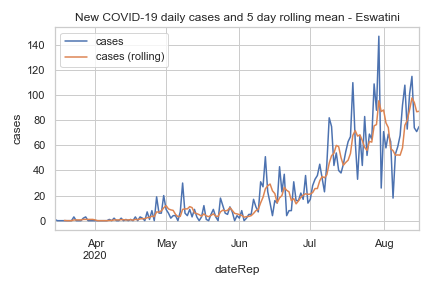 New COVID-19 daily cases and 5 day rolling mean - Eswatini
cases
cases (rolling)
140
120
100
80
60
40
20
0
cases
Apr
2020
May
Jun
Jul
Aug
dateRep